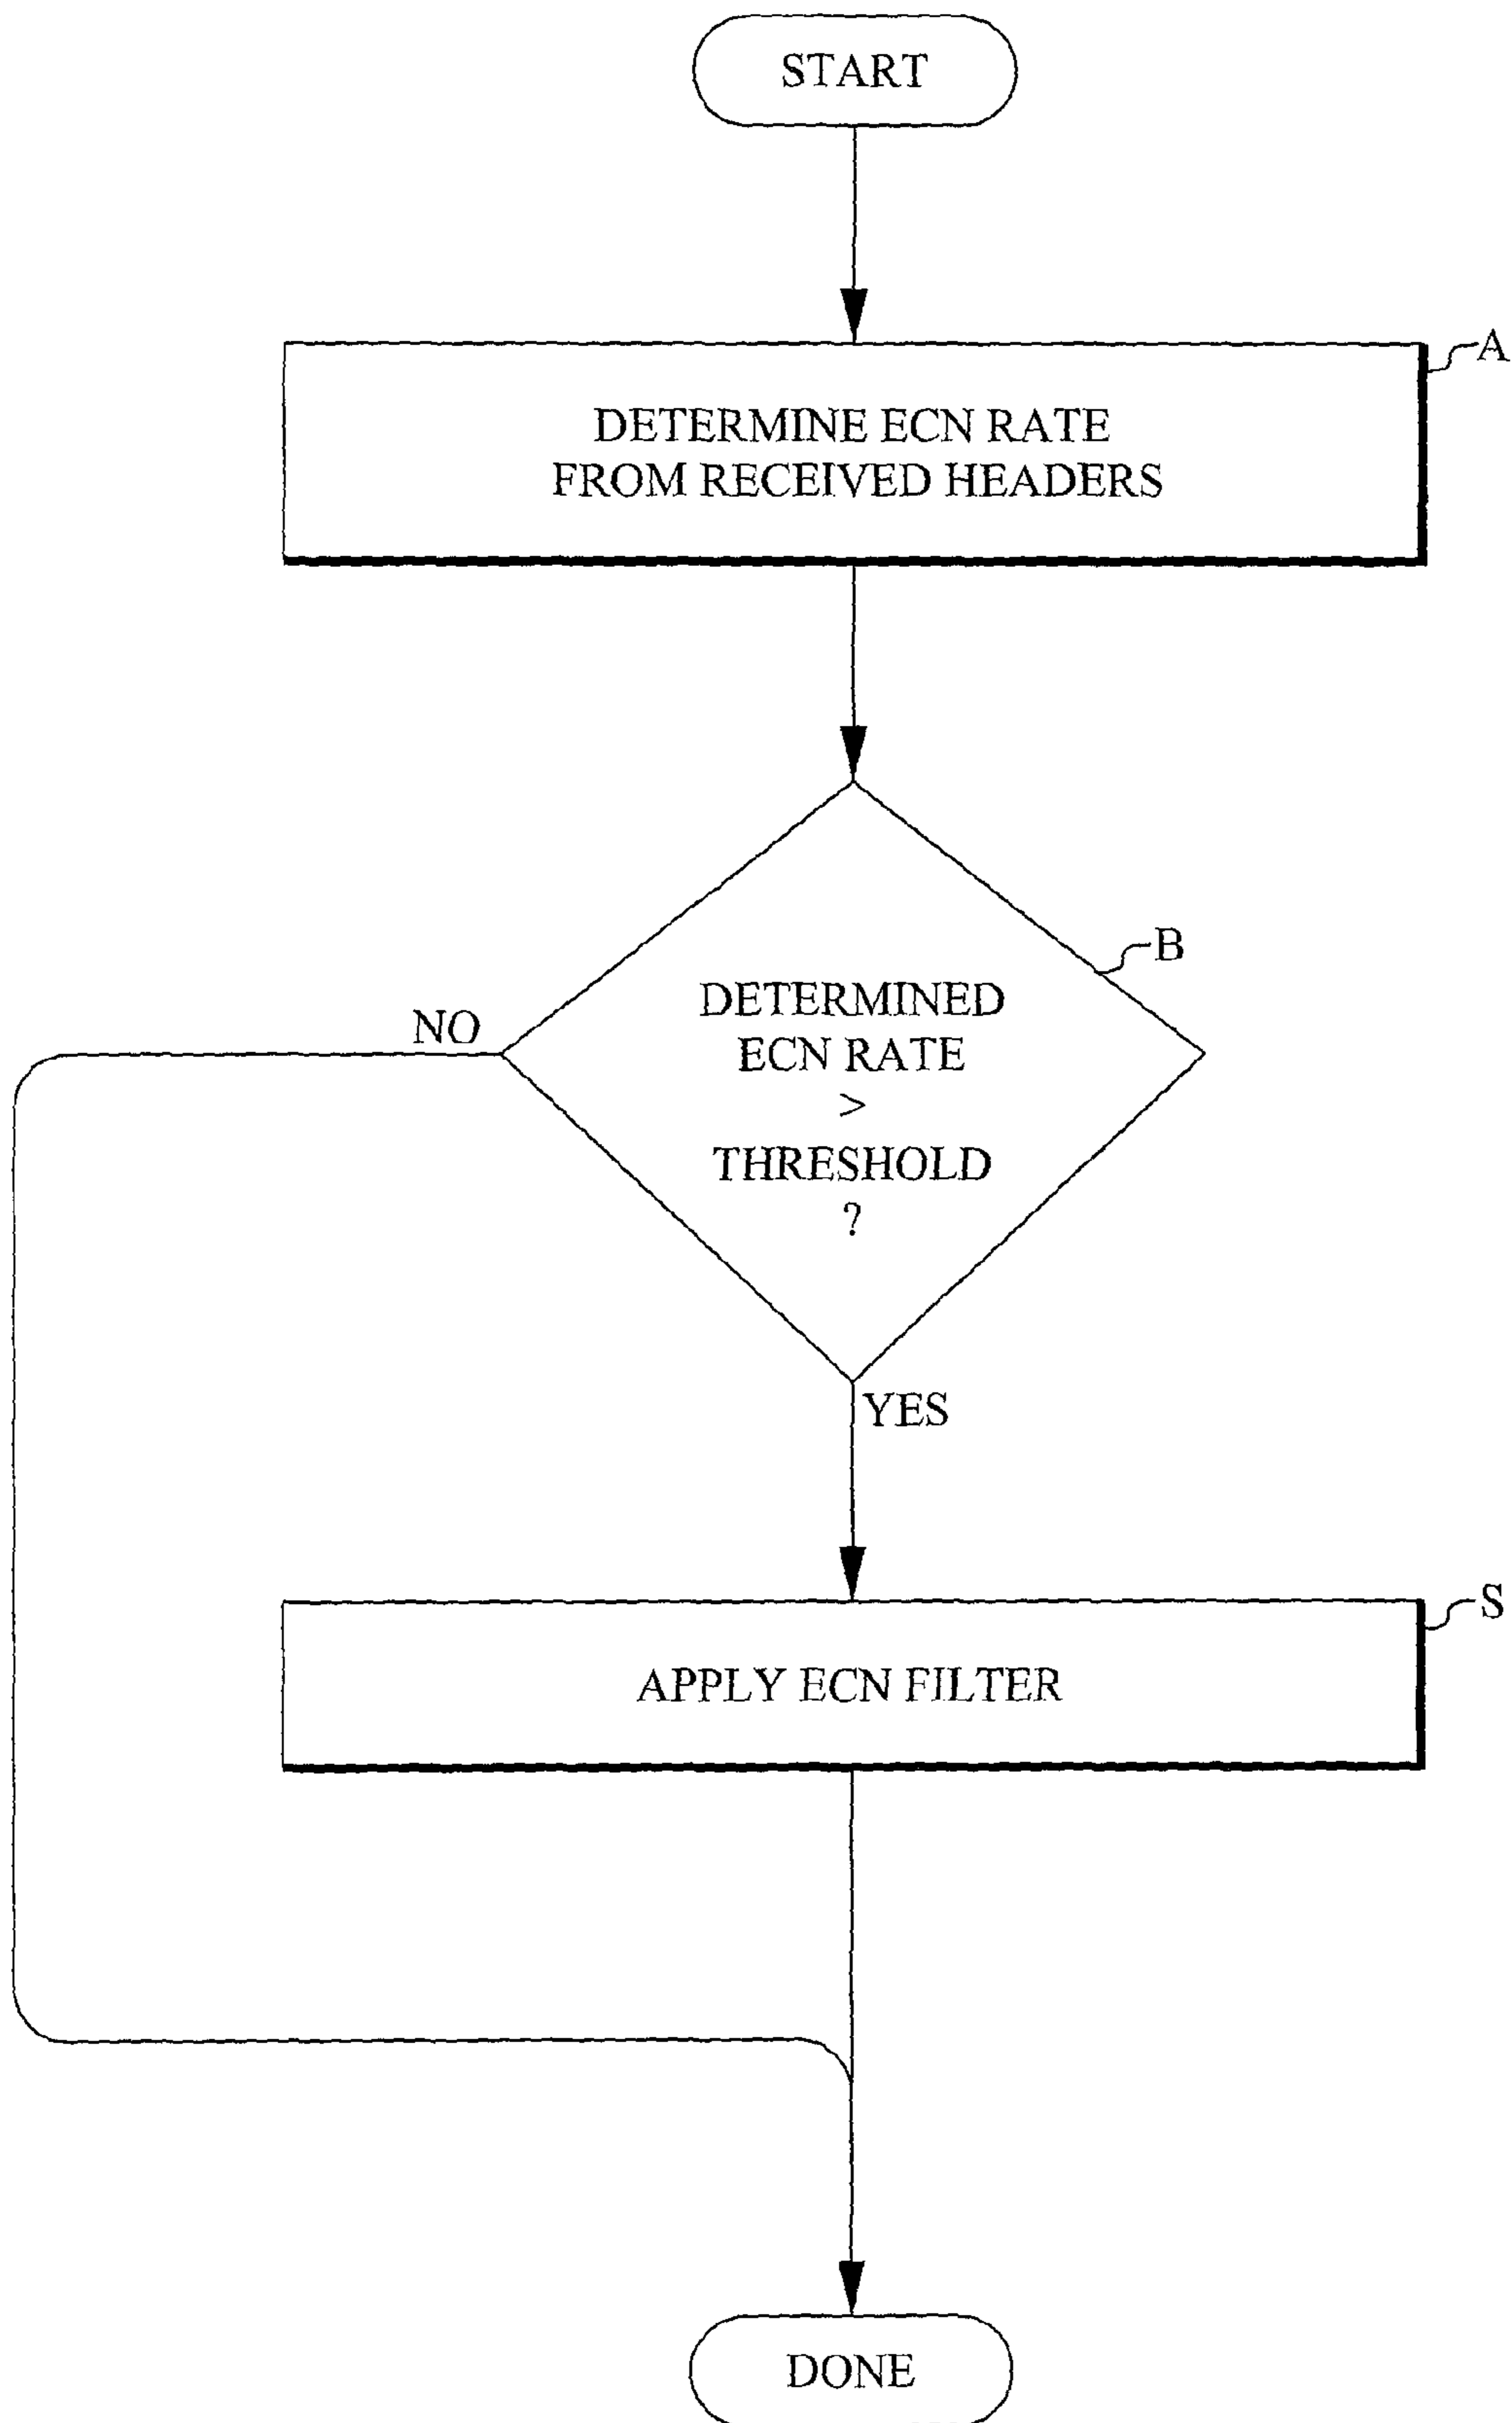 START
A
DETERMINE ECN RATE
FROM RECEIVED HEADERS
B
DETERMINED
ECN RATE
>
THRESHOLD
?
NO
YES
S
APPLY ECN FILTER
DONE